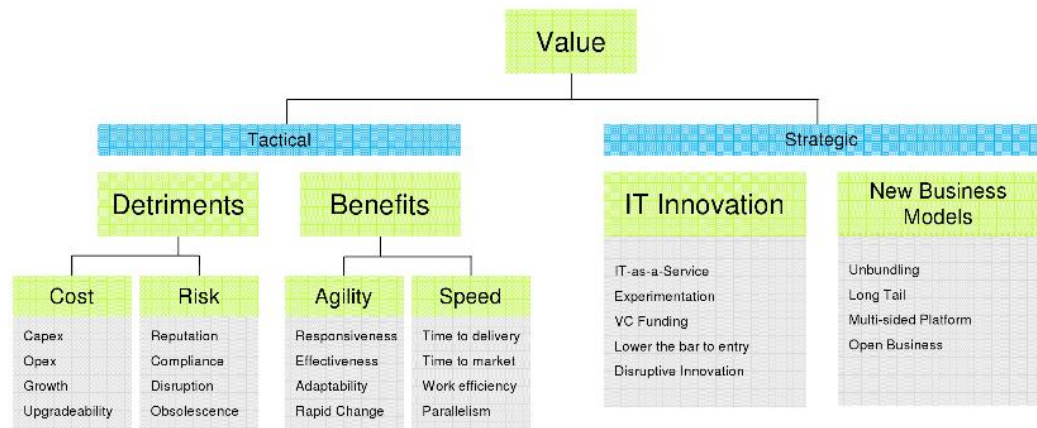 Value
Tactical
Strategic
Detriments
Benefits
IT Innovation
New Business
Models
Cost
Capex
Opex
Growth
Upgradeability
Risk
Reputation
Compliance
Disruption
Obsolescence
Agility
Responsiveness
Effectiveness
Adaptability
Rapid Change
Speed
Time to delivery
Time to market
Work efficiency
Parallelism
IT-as-a-Service
Experimentation
VC Funding
Lower the bar to entry
Disruptive Innovation
Unbundling
Long Tail
Multi-sided Platform
Open Business